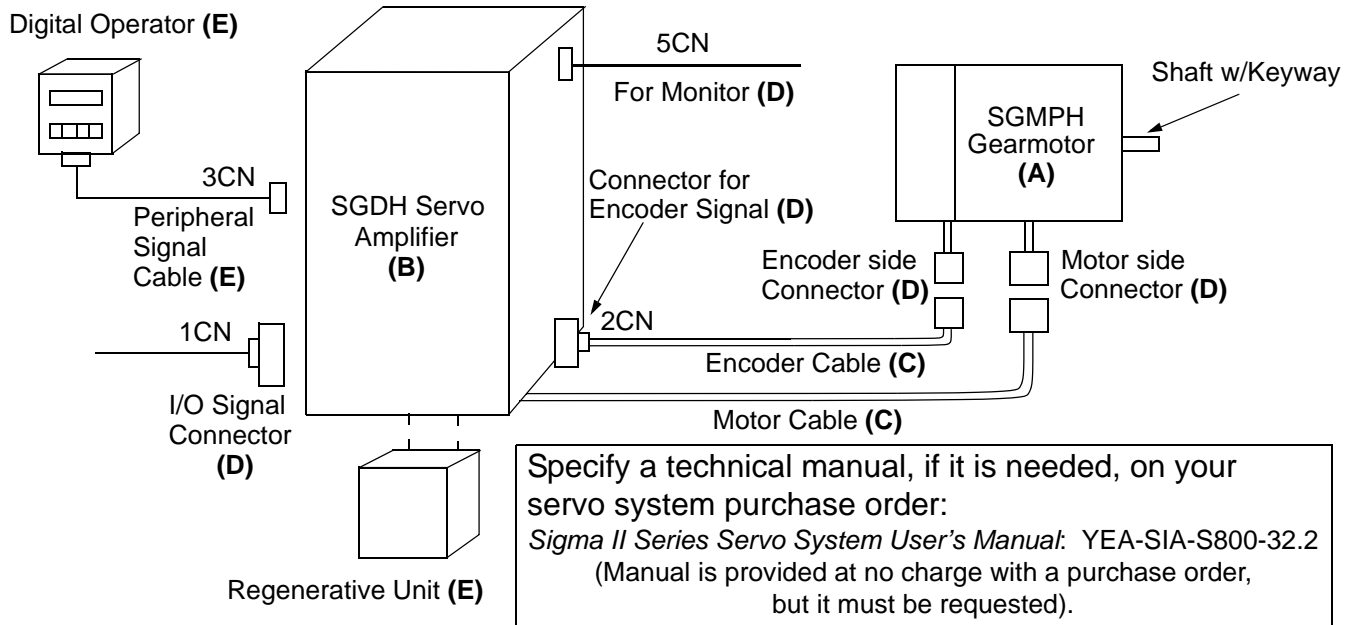 Digital Operator (E)
3CN
Peripheral
Signal
Cable (E)
1CN
I/O Signal
Connector
(D)
SGDH Servo
Amplifier
(B)
Regenerative Unit (E)
5CN
For Monitor (D)
Connector for
Encoder Signal (D)
2CN
Encoder Cable (C)
Motor Cable (C)
SGMPH
Gearmotor
(A)
Shaft w/Keyway
Encoder side
Connector (D)
Motor side
Connector (D)
Specify a technical manual, if it is needed, on your
servo system purchase order:
Sigma II Series Servo System User's Manual: YEA-SIA-S800-32.2
(Manual is provided at no charge with a purchase order,
but it must be requested).